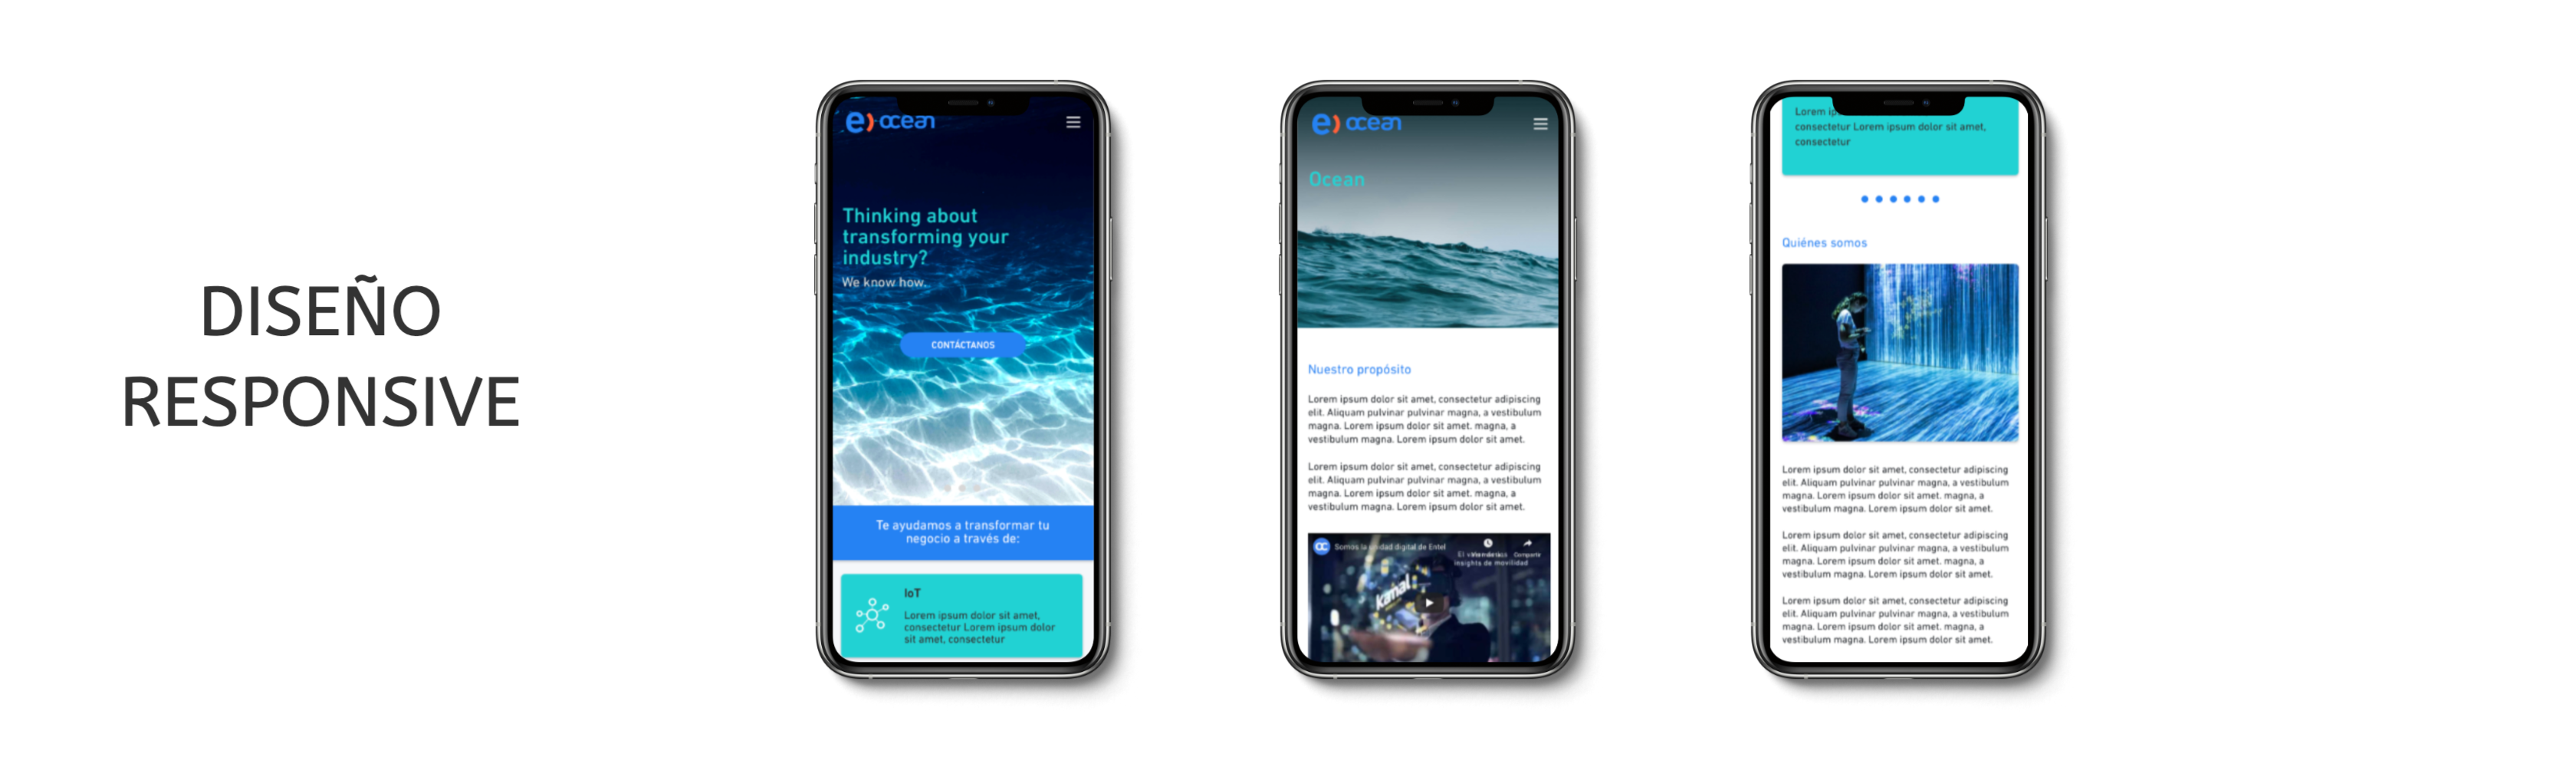 DISEÑO
RESPONSIVE
e) ocean
Thinking about
transforming your
industry?
We know how.
CONTÁCTANOS
Te ayudamos a transformar tu
negocio a través de:
IoT
Lorem ipsum dolor sit amet,
consectetur Lorem ipsum dolor
sit amet, consectetur
e) ocean
Ocean
Nuestro propósito
Lorem ipsum dolor sit amet, consectetur adipiscing
elit. Aliquam pulvinar pulvinar magna, a vestibulum
magna. Lorem ipsum dolor sit amet. magna, a
vestibulum magna. Lorem ipsum dolor sit amet.
Lorem ipsum dolor sit amet, consectetur adipiscing
elit. Aliquam pulvinar pulvinar magna, a vestibulum
magna. Lorem ipsum dolor sit amet. magna, a
vestibulum magna. Lorem ipsum dolor sit amet.
OC Somos la unidad digital de Entel
El Compartir
insights de movilidad
kamal
Lorem ip
consectetur Lorem ipsum dolor sit amet,
consectetur
Quiénes somos
Lorem ipsum dolor sit amet, consectetur adipiscing
elit. Aliquam pulvinar pulvinar magna, a vestibulum
magna. Lorem ipsum dolor sit amet. magna, a
vestibulum magna. Lorem ipsum dolor sit amet.
Lorem ipsum dolor sit amet, consectetur adipiscing
elit. Aliquam pulvinar pulvinar magna, a vestibulum
magna. Lorem ipsum dolor sit amet. magna, a
vestibulum magna. Lorem ipsum dolor sit amet.
Lorem ipsum dolor sit amet, consectetur adipiscing
elit. Aliquam pulvinar pulvinar magna, a vestibulum
magna. Lorem ipsum dolor sit amet. magna, a
vestibulum magna. Lorem ipsum dolor sit amet.